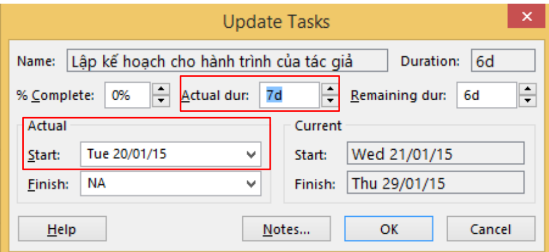 Update Tasks
Name: Lập kế hoạch cho hành trình của tác giả Duration: 6d
% Complete: 0% Actual dur: 7d Remaining dur: 6d
Actual Current
Start: Tue 20/01/15 Start: Wed 21/01/15
Finish: NA Finish: Thu 29/01/15
Help Notes... OK Cancel